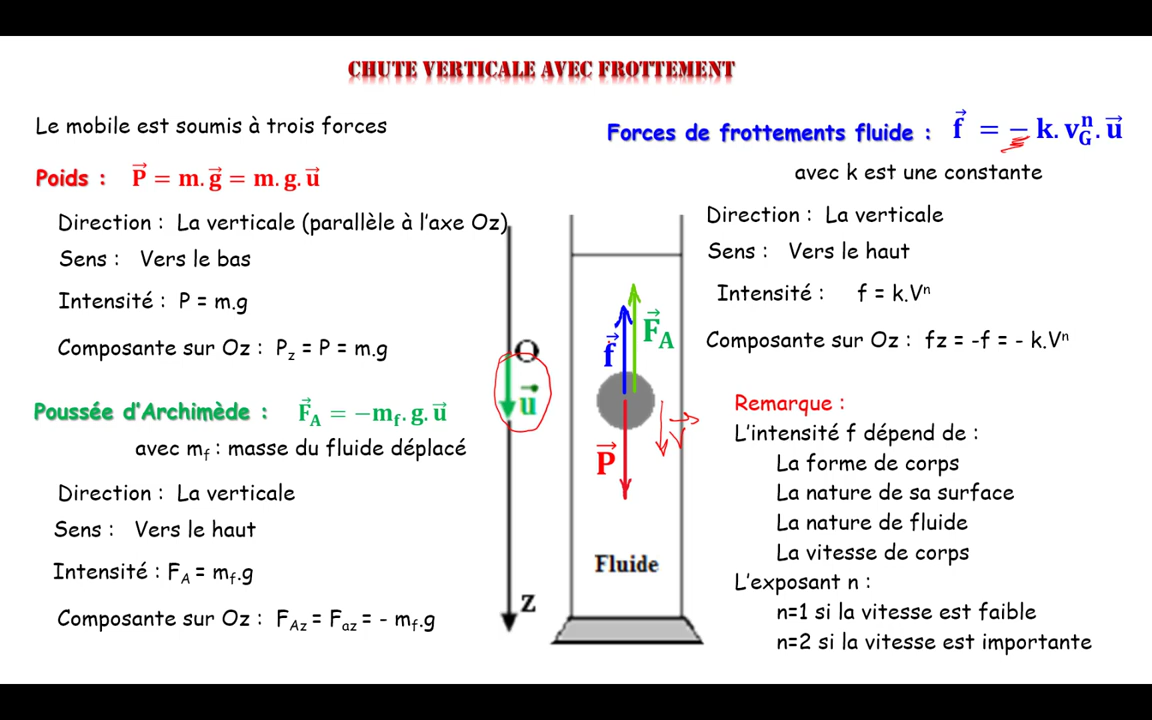 CHUTE VERTICALE AVEC FROTTEMENT
Le mobile est soumis à trois forces
Poids : P⃗ = m.g⃗ = m.g.u⃗
Direction : La verticale (parallèle à l'axe Oz)
Sens : Vers le bas
Intensité : P = m.g
Composante sur Oz : P_z = P = m.g
Poussée d'Archimède : F⃗_A = −m_f.g.u⃗
avec m_f : masse du fluide déplacé
Direction : La verticale
Sens : Vers le haut
Intensité : F_A = m_f.g
Composante sur Oz : F_Az = F_az = - m_f.g
O
u⃗
z
f⃗
F⃗_A
P⃗
V⃗
Fluide
Forces de frottements fluide : f⃗ = − k.v_G^n.u⃗
avec k est une constante
Direction : La verticale
Sens : Vers le haut
Intensité : f = k.Vⁿ
Composante sur Oz : fz = -f = - k.Vⁿ
Remarque :
L'intensité f dépend de :
La forme de corps
La nature de sa surface
La nature de fluide
La vitesse de corps
L'exposant n :
n=1 si la vitesse est faible
n=2 si la vitesse est importante